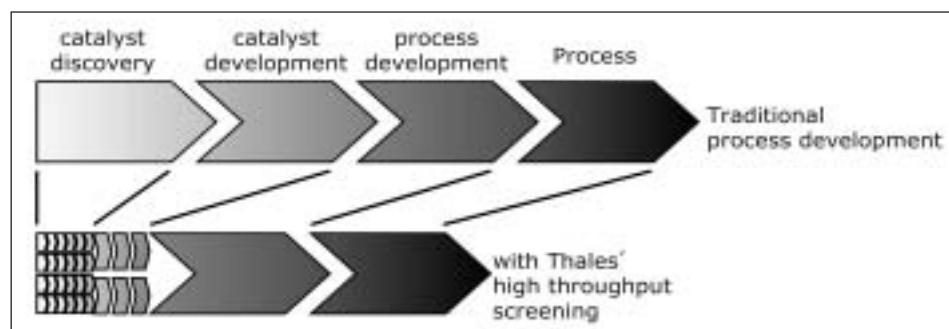 catalyst
discovery
catalyst
development
process
development
Process
Traditional
process development
with Thales´
high throughput
screening